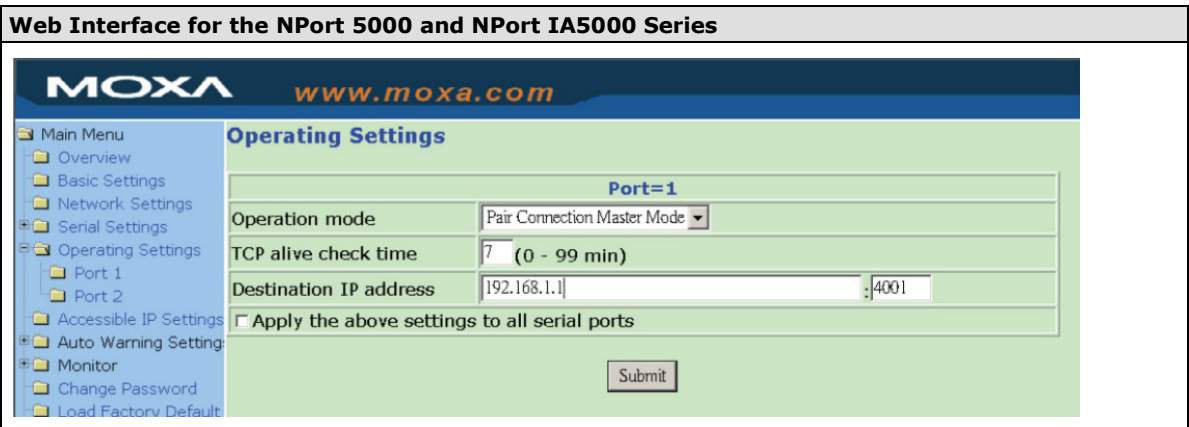 Web Interface for the NPort 5000 and NPort IA5000 Series
MOXA www.moxa.com
Main Menu
Overview
Basic Settings
Network Settings
Serial Settings
Operating Settings
Port 1
Port 2
Accessible IP Settings
Auto Warning Setting
Monitor
Change Password
Load Factory Default
Operating Settings
Port=1
Operation mode Pair Connection Master Mode
TCP alive check time 7 (0 - 99 min)
Destination IP address 192.168.1.1 :4001
Apply the above settings to all serial ports
Submit